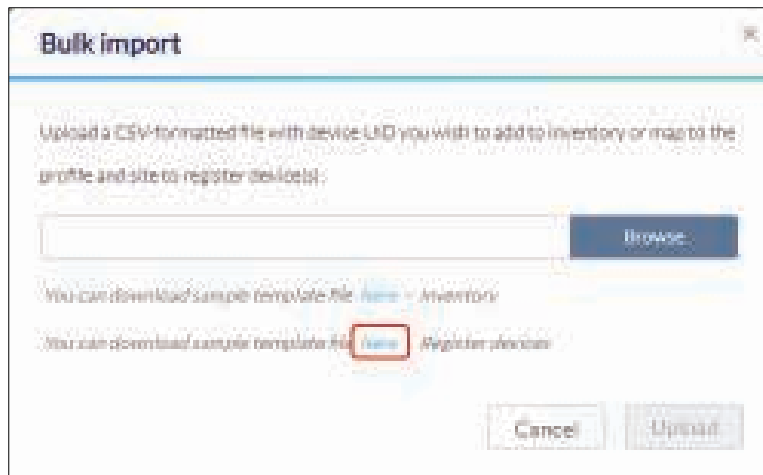 Bulk import
Upload a CSV-formatted file with device UID you wish to add to inventory or map to the
profile and site to register device(s).
Browse
You can download sample template file here - Inventory
You can download sample template file here - Register devices
Cancel
Upload